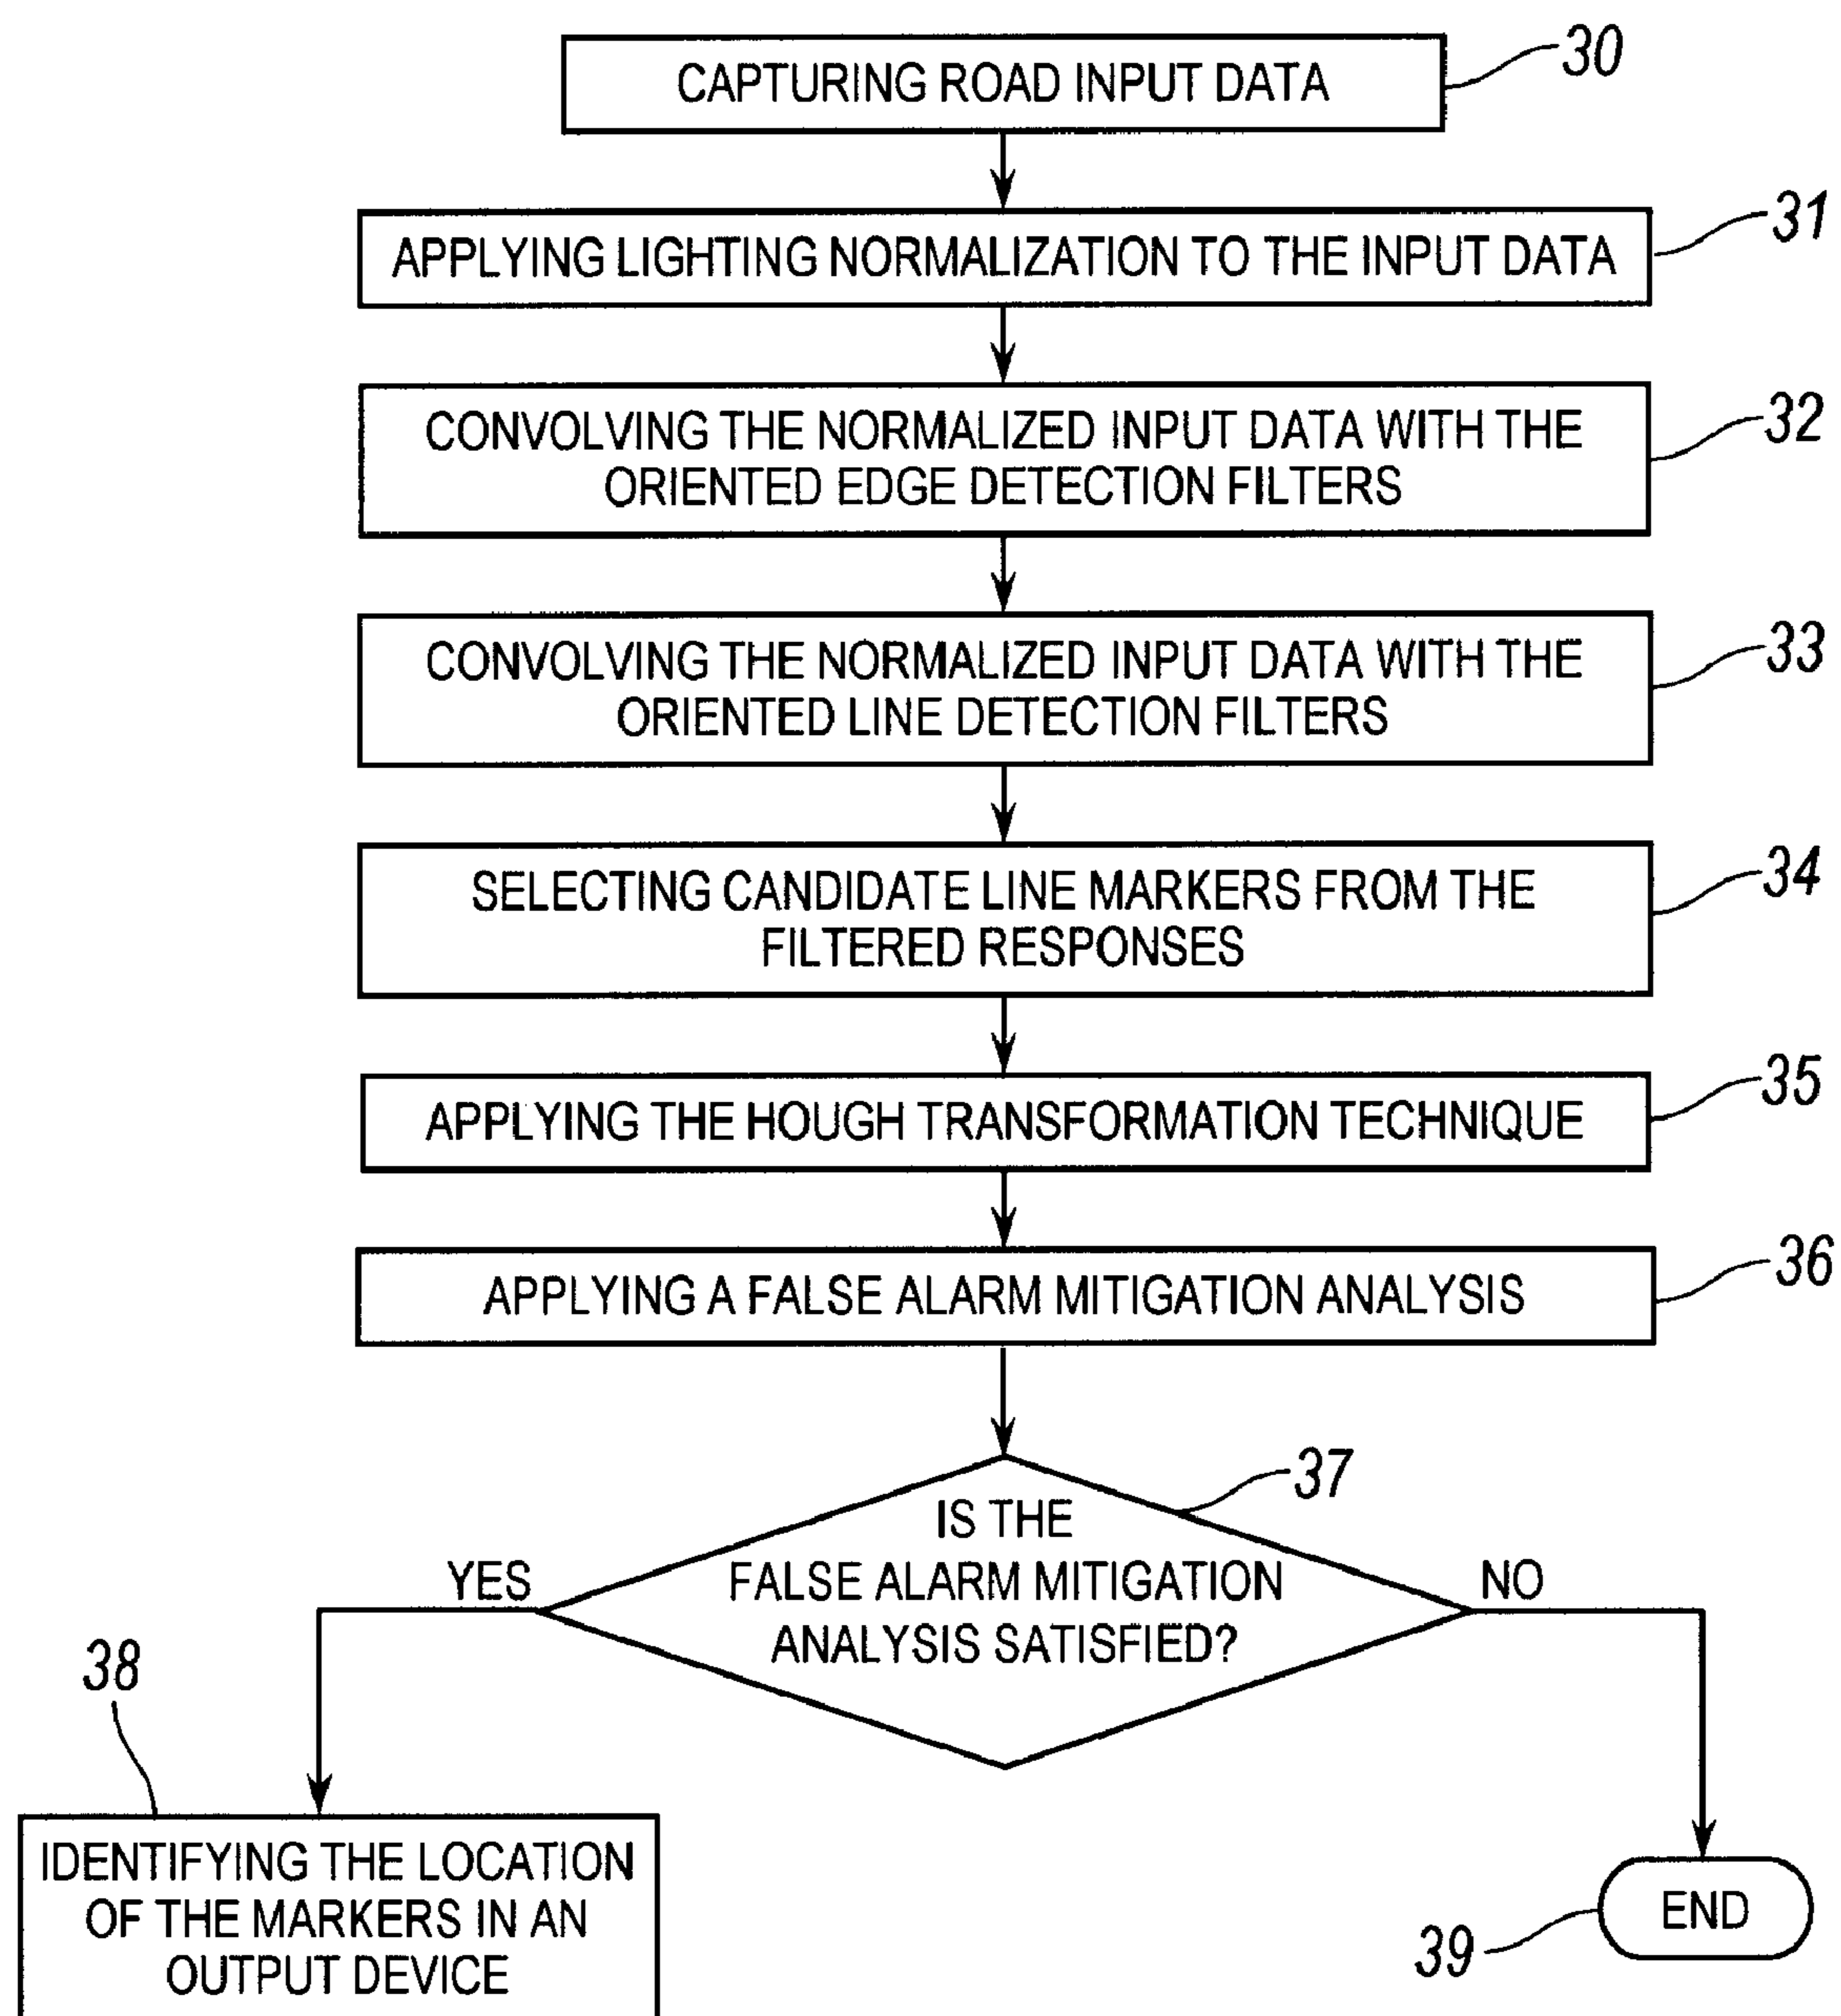 CAPTURING ROAD INPUT DATA
30
APPLYING LIGHTING NORMALIZATION TO THE INPUT DATA
31
CONVOLVING THE NORMALIZED INPUT DATA WITH THE
ORIENTED EDGE DETECTION FILTERS
32
CONVOLVING THE NORMALIZED INPUT DATA WITH THE
ORIENTED LINE DETECTION FILTERS
33
SELECTING CANDIDATE LINE MARKERS FROM THE
FILTERED RESPONSES
34
APPLYING THE HOUGH TRANSFORMATION TECHNIQUE
35
APPLYING A FALSE ALARM MITIGATION ANALYSIS
36
IS THE
FALSE ALARM MITIGATION
ANALYSIS SATISFIED?
37
YES
NO
38
IDENTIFYING THE LOCATION
OF THE MARKERS IN AN
OUTPUT DEVICE
END
39